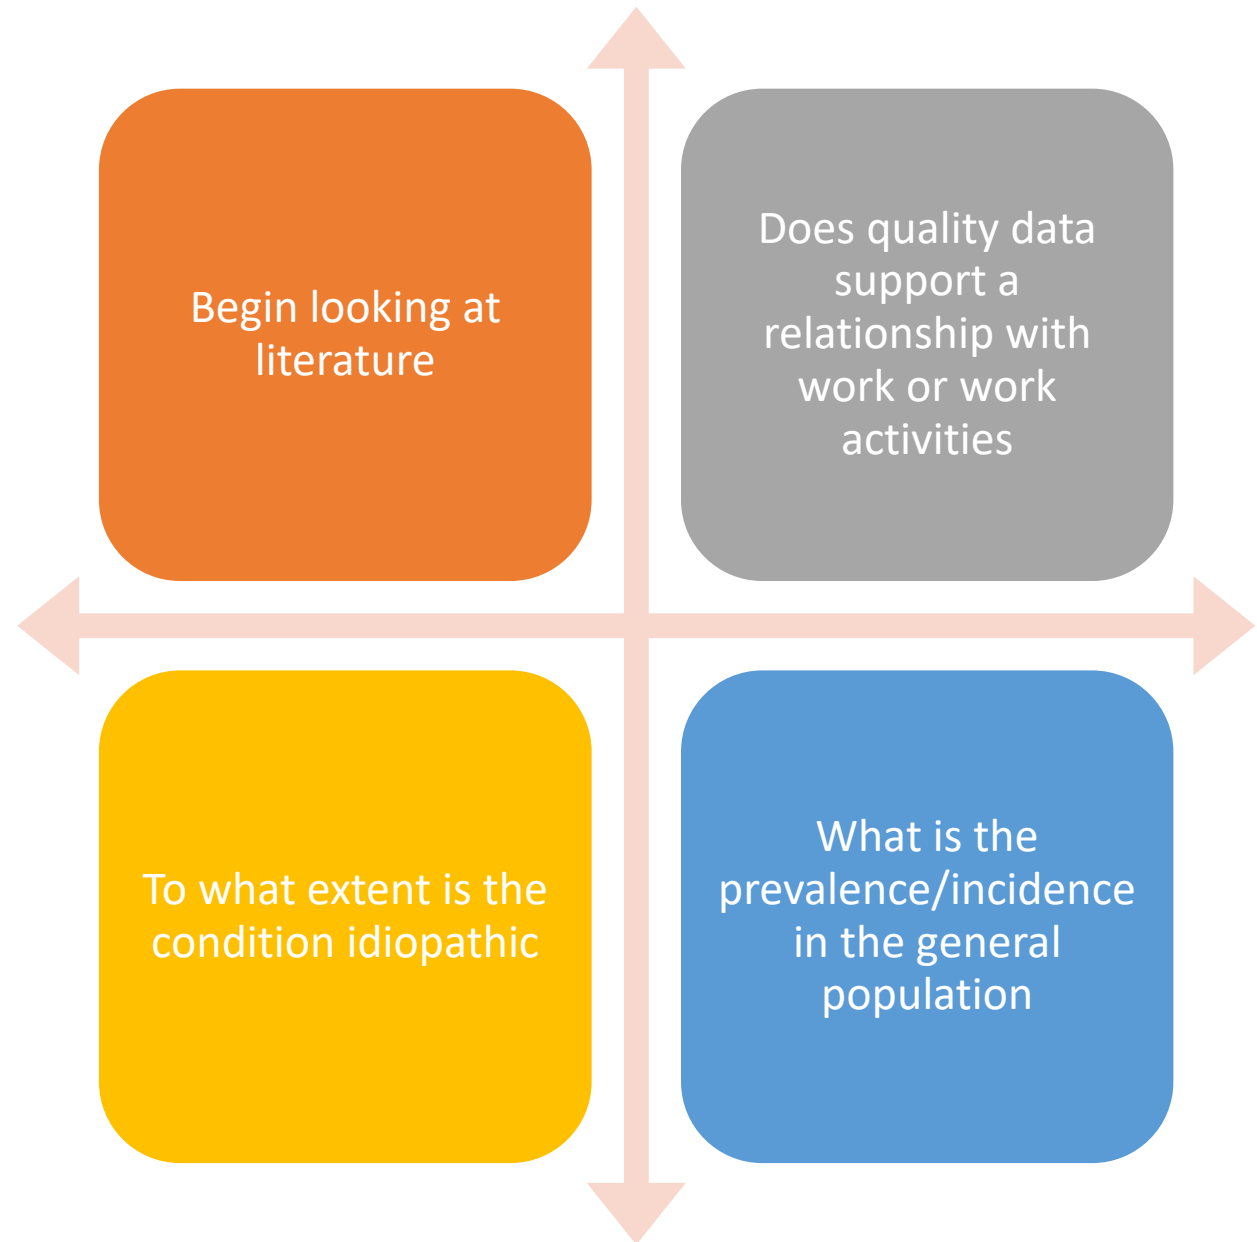 Begin looking at
literature
Does quality data
support a
relationship with
work or work
activities
To what extent is the
condition idiopathic
What is the
prevalence/incidence
in the general
population